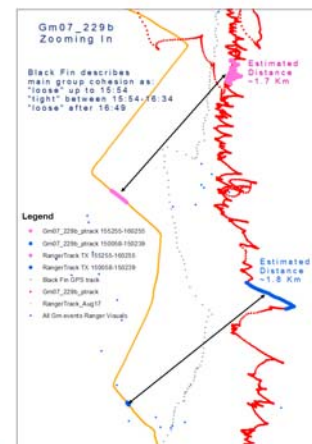 Gm07_229b
Zooming In
Black Fin describes
main group cohesion as:
"loose" up to 15:54
"tight" between 15:54-16:34
"loose" after 16:49
Estimated
Distance
~1.7 Km
Legend
Gm07_229b_ptrack 155255-160255
Gm07_229b_ptrack 150058-150239
RangerTrack TX 155255-160255
RangerTrack TX 150058-150239
Black Fin GPS track
Gm07_229b_ptrack
RangerTrack_Aug17
All Gm events Ranger Visuals
Estimated
Distance
~1.8 Km